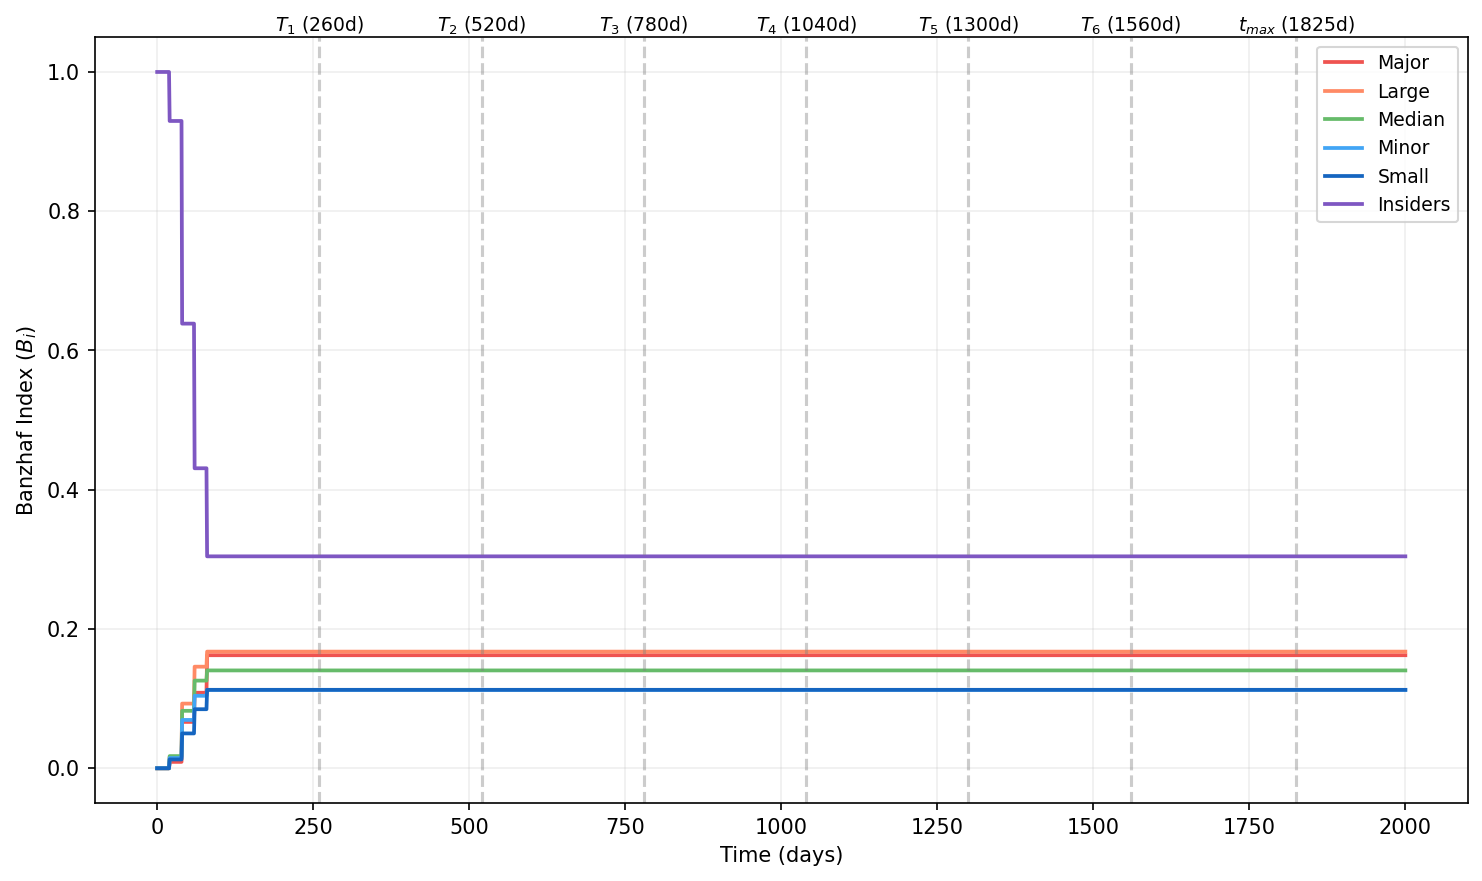 T₁ (260d) T₂ (520d) T₃ (780d) T₄ (1040d) T₅ (1300d) T₆ (1560d) tₘₐₓ (1825d)
Major
Large
Median
Minor
Small
Insiders
1.0
0.8
0.6
0.4
0.2
0.0
Banzhaf Index (Bᵢ)
0 250 500 750 1000 1250 1500 1750 2000
Time (days)